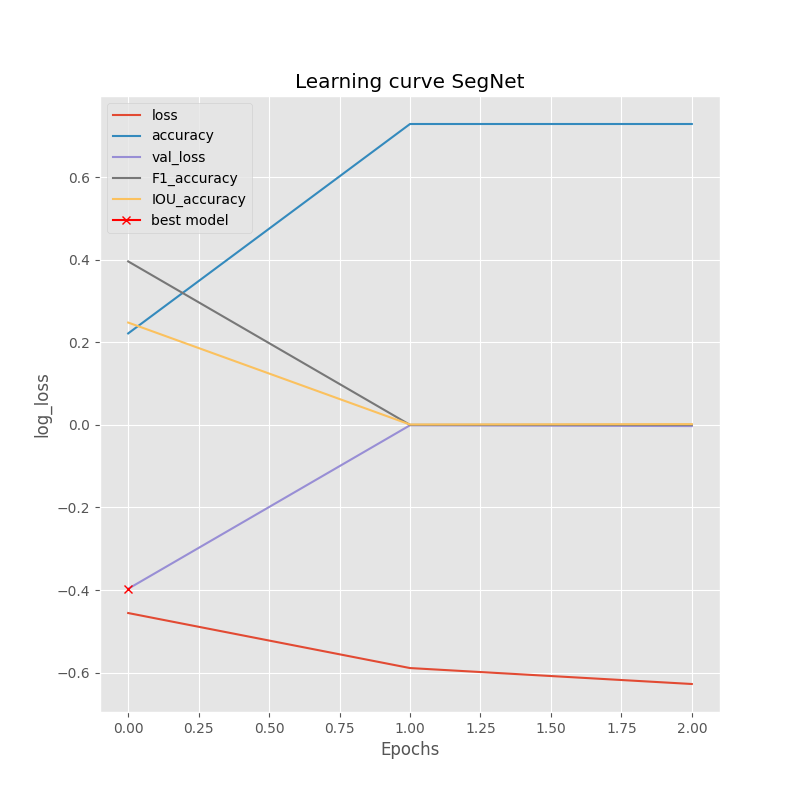 Learning curve SegNet
loss
accuracy
val_loss
F1_accuracy
IOU_accuracy
best model
log_loss
0.6
0.4
0.2
0.0
−0.2
−0.4
−0.6
0.00 0.25 0.50 0.75 1.00 1.25 1.50 1.75 2.00
Epochs